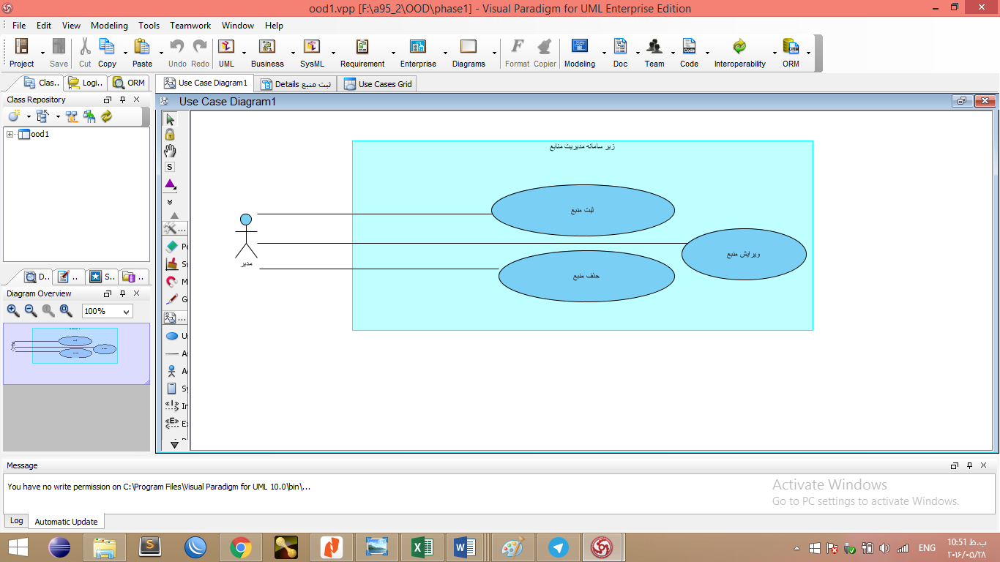 ood1.vpp [F:\a95_2\OOD\phase1] - Visual Paradigm for UML Enterprise Edition
File Edit View Modeling Tools Teamwork Window Help
Project Save Cut Copy Paste Undo Redo UML Business SysML Requirement Enterprise Diagrams Format Copier Modeling Doc Team Code Interoperability ORM
Clas.. Logi.. ORM
Use Case Diagram1 Details ثبت منبع Use Cases Grid
Class Repository
Use Case Diagram1
ood1
زیر سامانه مدیریت منابع
S
ثبت منبع
...
ویرایش منبع
مدیر
حذف منبع
D.. .. S.. ..
Diagram Overview
100%
...
Message
You have no write permission on C:\Program Files\Visual Paradigm for UML 10.0\bin\...
Activate Windows
Go to PC settings to activate Windows.
Log Automatic Update
ENG
10:51 ب.ظ
۲۰۱۶/۰۵/۲۸